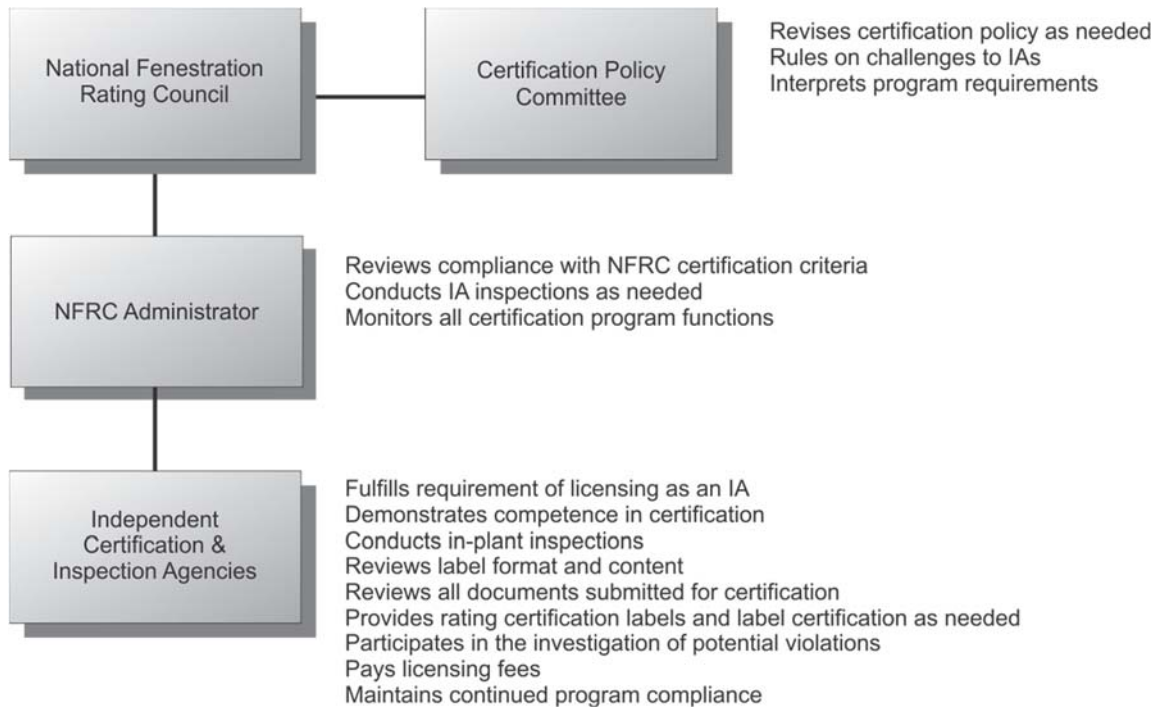 National Fenestration
Rating Council
Certification Policy
Committee
Revises certification policy as needed
Rules on challenges to IAs
Interprets program requirements
NFRC Administrator
Reviews compliance with NFRC certification criteria
Conducts IA inspections as needed
Monitors all certification program functions
Independent
Certification &
Inspection Agencies
Fulfills requirement of licensing as an IA
Demonstrates competence in certification
Conducts in-plant inspections
Reviews label format and content
Reviews all documents submitted for certification
Provides rating certification labels and label certification as needed
Participates in the investigation of potential violations
Pays licensing fees
Maintains continued program compliance